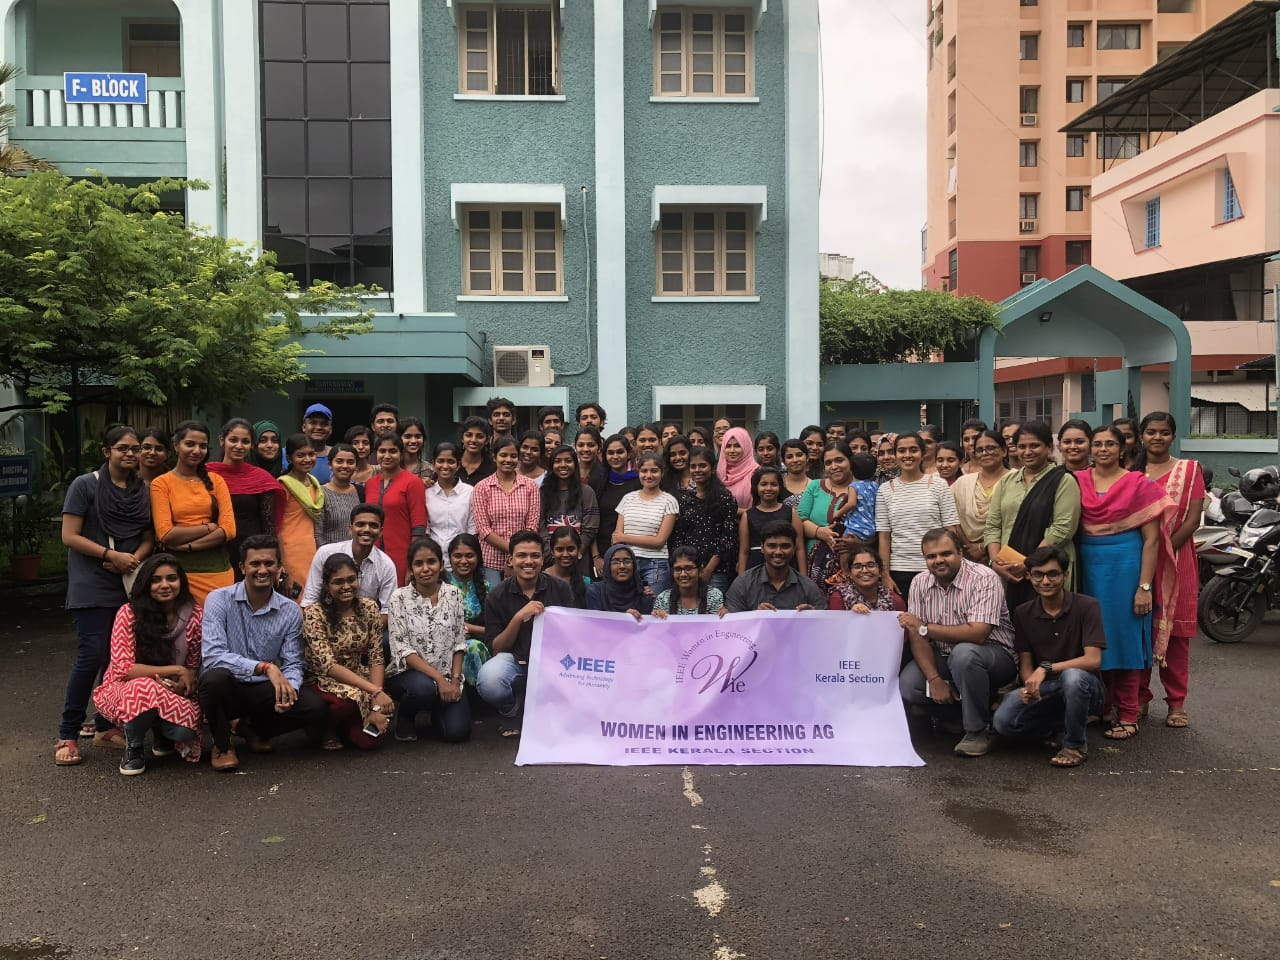 F- BLOCK
IEEE
Advancing Technology
for Humanity
IEEE Women in Engineering
Wie
IEEE
Kerala Section
WOMEN IN ENGINEERING AG
IEEE KERALA SECTION